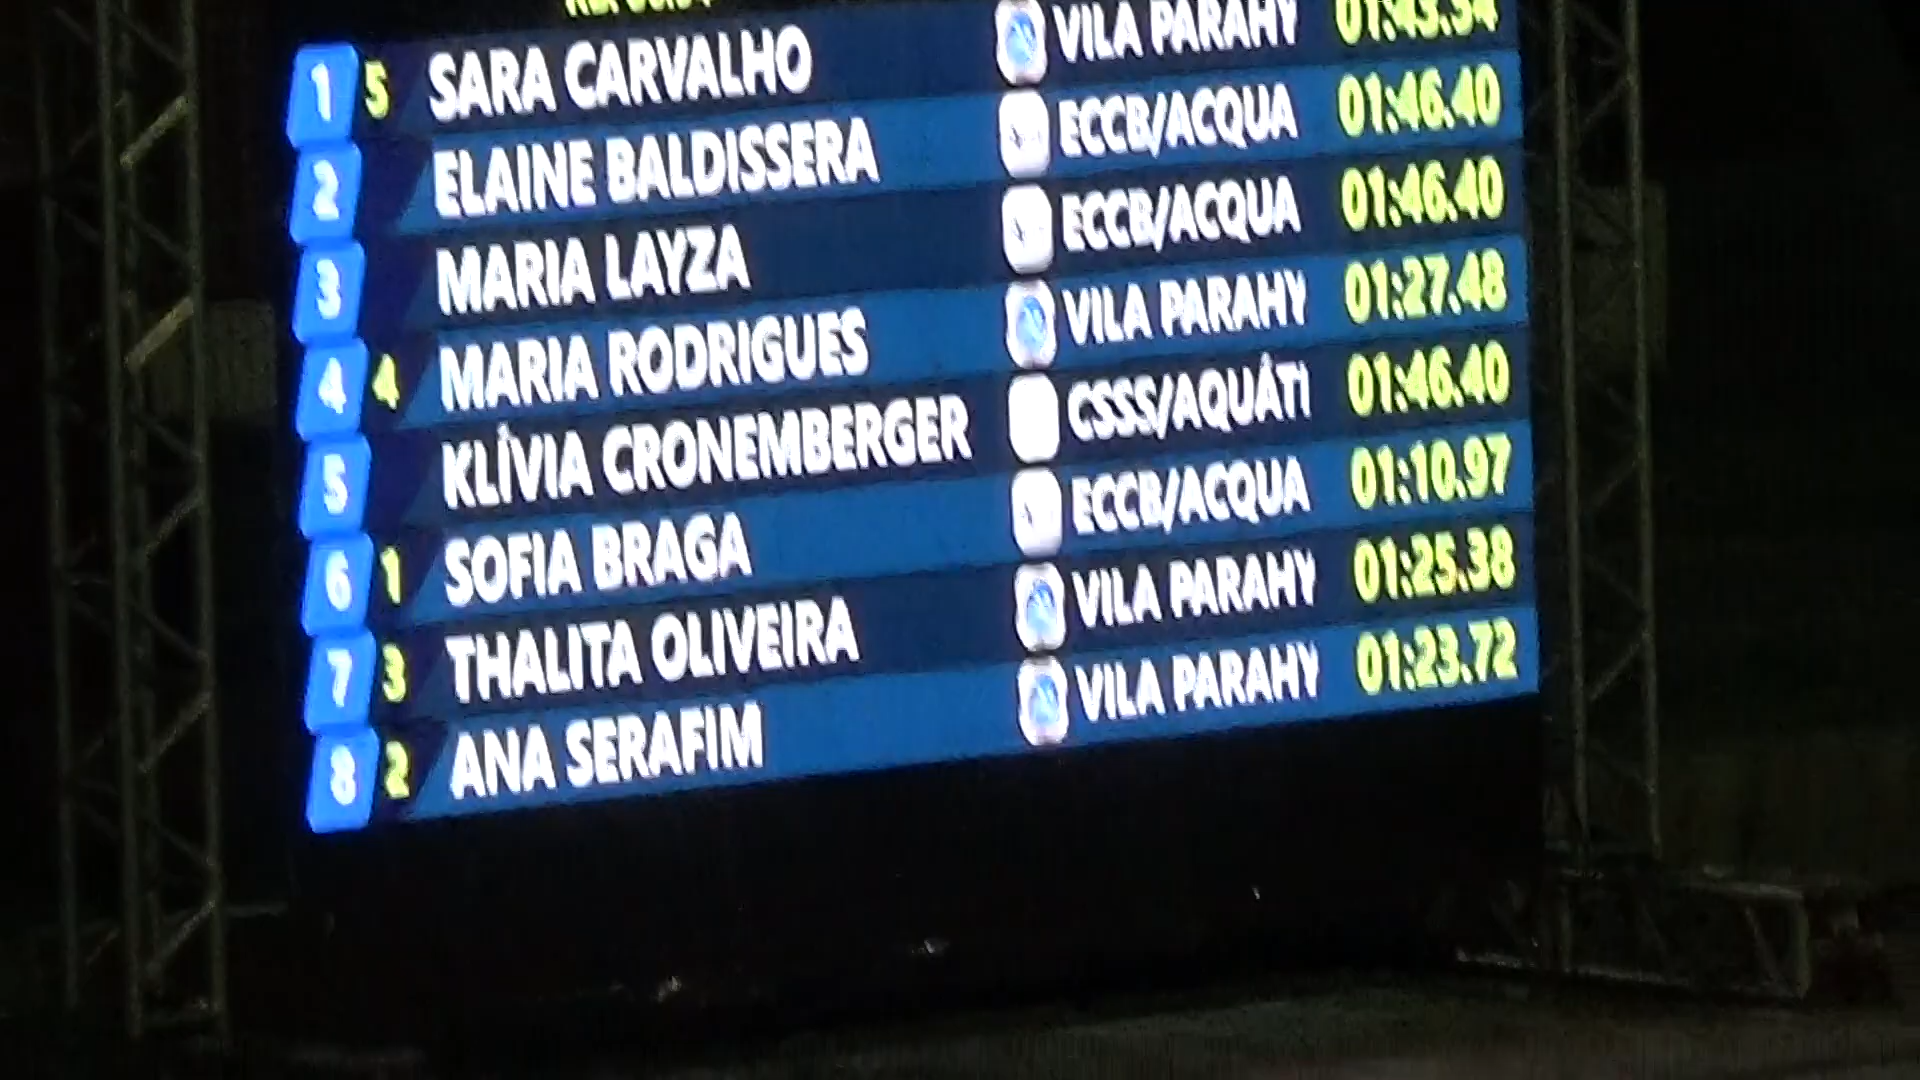 1 5 SARA CARVALHO VILA PARAHY 01:43.34
2 ELAINE BALDISSERA ECCB/ACQUA 01:46.40
3 MARIA LAYZA ECCB/ACQUA 01:46.40
4 4 MARIA RODRIGUES VILA PARAHY 01:27.48
5 KLÍVIA CRONEMBERGER CSSS/AQUÁTI 01:46.40
6 1 SOFIA BRAGA ECCB/ACQUA 01:10.97
7 3 THALITA OLIVEIRA VILA PARAHY 01:25.38
8 2 ANA SERAFIM VILA PARAHY 01:23.72